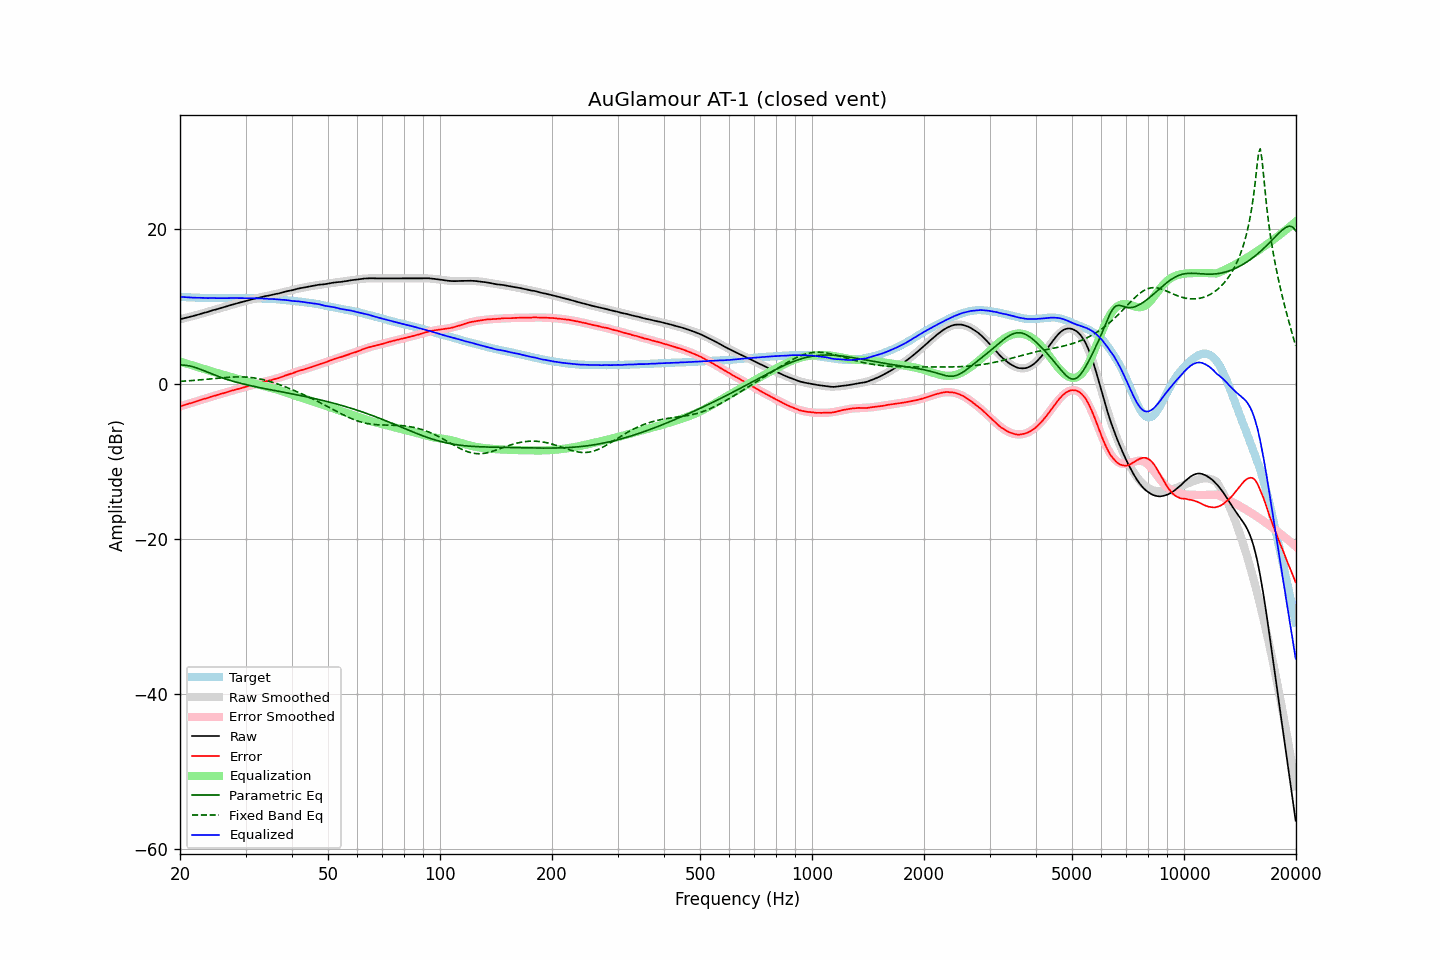 AuGlamour AT-1 (closed vent)
Amplitude (dBr)
20
0
−20
−40
−60
Target
Raw Smoothed
Error Smoothed
Raw
Error
Equalization
Parametric Eq
Fixed Band Eq
Equalized
20 50 100 200 500 1000 2000 5000 10000 20000
Frequency (Hz)